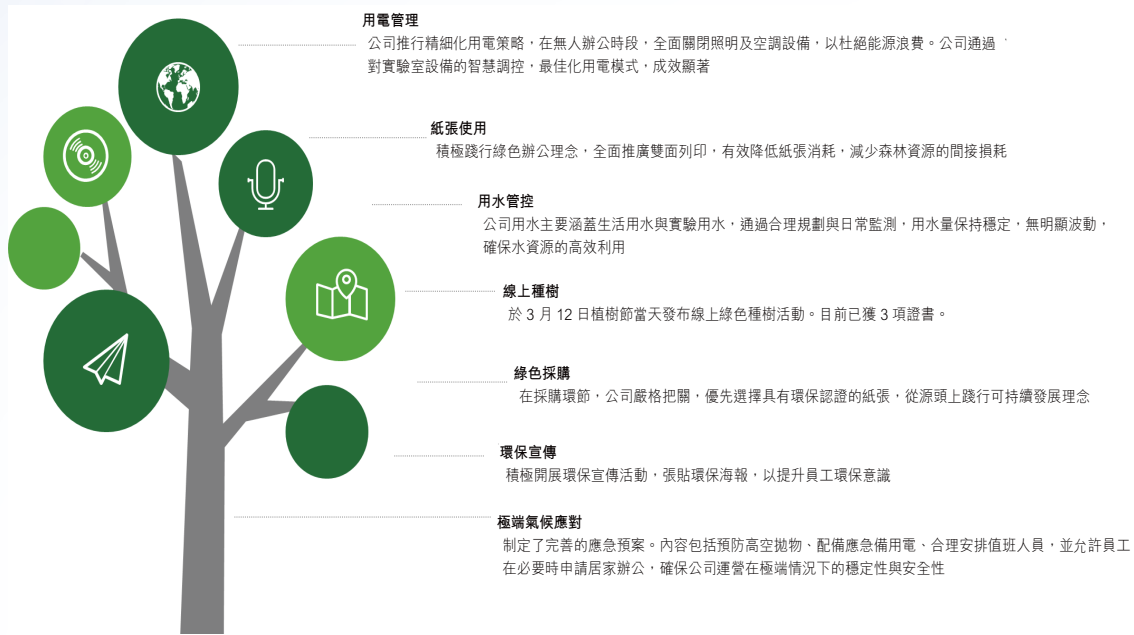 用電管理
公司推行精細化用電策略，在無人辦公時段，全面關閉照明及空調設備，以杜絕能源浪費。公司通過
對實驗室設備的智慧調控，最佳化用電模式，成效顯著
紙張使用
積極踐行綠色辦公理念，全面推廣雙面列印，有效降低紙張消耗，減少森林資源的間接損耗
用水管控
公司用水主要涵蓋生活用水與實驗用水，通過合理規劃與日常監測，用水量保持穩定，無明顯波動，
確保水資源的高效利用
線上種樹
於 3 月 12 日植樹節當天發布線上綠色種樹活動。目前已獲 3 項證書。
綠色採購
在採購環節，公司嚴格把關，優先選擇具有環保認證的紙張，從源頭上踐行可持續發展理念
環保宣傳
積極開展環保宣傳活動，張貼環保海報，以提升員工環保意識
極端氣候應對
制定了完善的應急預案。內容包括預防高空拋物、配備應急備用電、合理安排值班人員，並允許員工
在必要時申請居家辦公，確保公司運營在極端情況下的穩定性與安全性